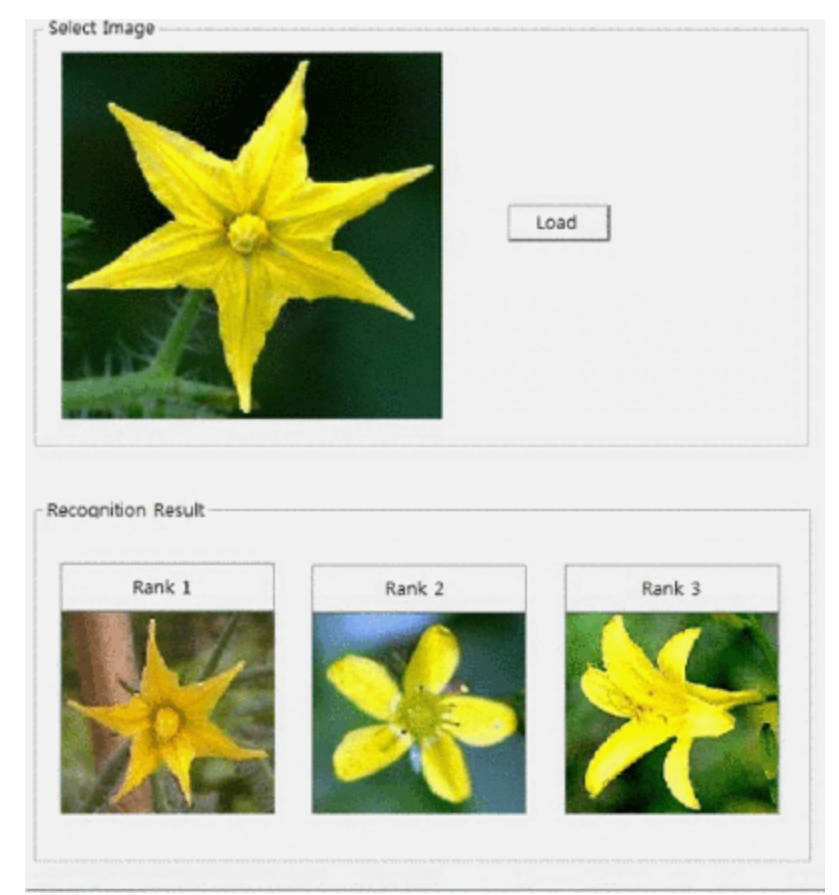 Select Image
Load
Recognition Result
Rank 1
Rank 2
Rank 3